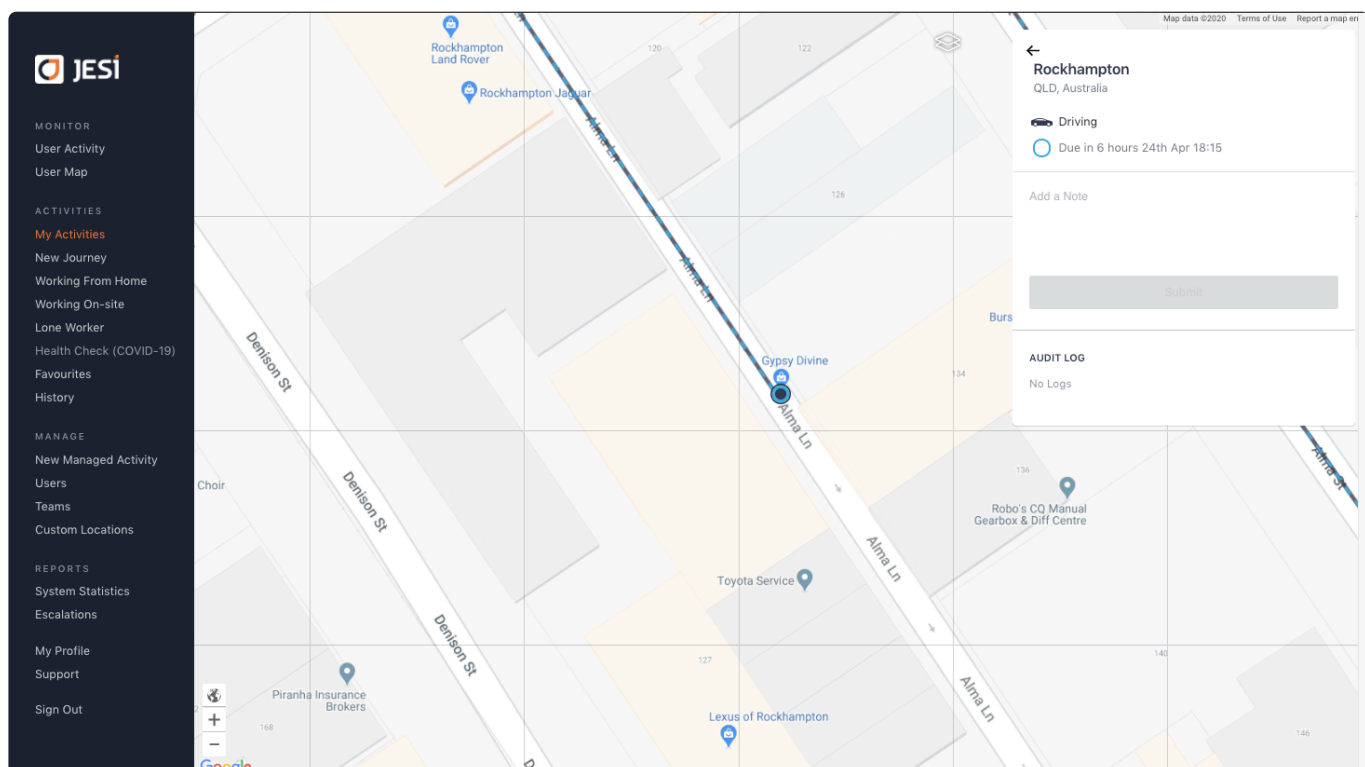 JESI
MONITOR
User Activity
User Map
ACTIVITIES
My Activities
New Journey
Working From Home
Working On-site
Lone Worker
Health Check (COVID-19)
Favourites
History
MANAGE
New Managed Activity
Users
Teams
Custom Locations
REPORTS
System Statistics
Escalations
My Profile
Support
Sign Out
Map data ©2020 Terms of Use Report a map
Rockhampton
Land Rover
120
122
Rockhampton Jaguar
Alma Ln
126
Alma Ln
Denison St
Gypsy Divine
134
Alma Ln
Choir
Denison St
136
Robo's CQ Manual
Gearbox & Diff Centre
Alma St
Alma Ln
Toyota Service
Denison St
127
140
Piranha Insurance
Brokers
168
Alma Ln
Lexus of Rockhampton
146
+
−
Google
Rockhampton
QLD, Australia
Driving
Due in 6 hours 24th Apr 18:15
Add a Note
Submit
AUDIT LOG
No Logs